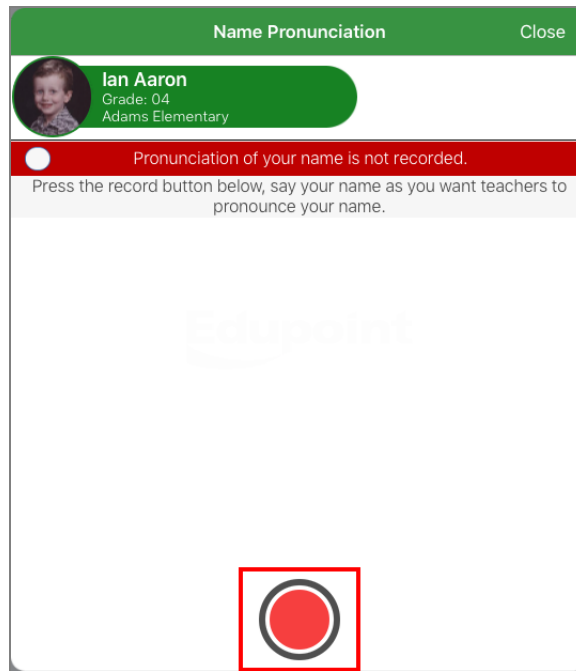 Name Pronunciation Close
Ian Aaron
Grade: 04
Adams Elementary
Pronunciation of your name is not recorded.
Press the record button below, say your name as you want teachers to
pronounce your name.
Edupoint